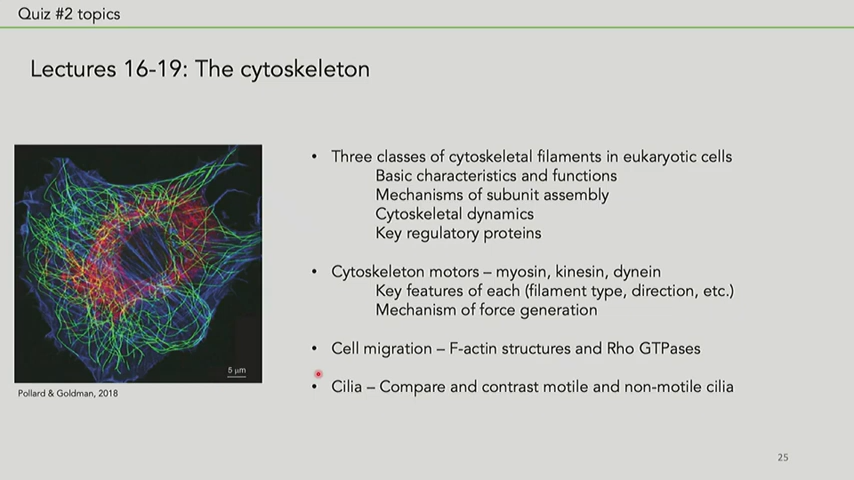 Quiz #2 topics
Lectures 16-19: The cytoskeleton
• Three classes of cytoskeletal filaments in eukaryotic cells
Basic characteristics and functions
Mechanisms of subunit assembly
Cytoskeletal dynamics
Key regulatory proteins
• Cytoskeleton motors – myosin, kinesin, dynein
Key features of each (filament type, direction, etc.)
Mechanism of force generation
• Cell migration – F-actin structures and Rho GTPases
• Cilia – Compare and contrast motile and non-motile cilia
5 μm
Pollard & Goldman, 2018
25